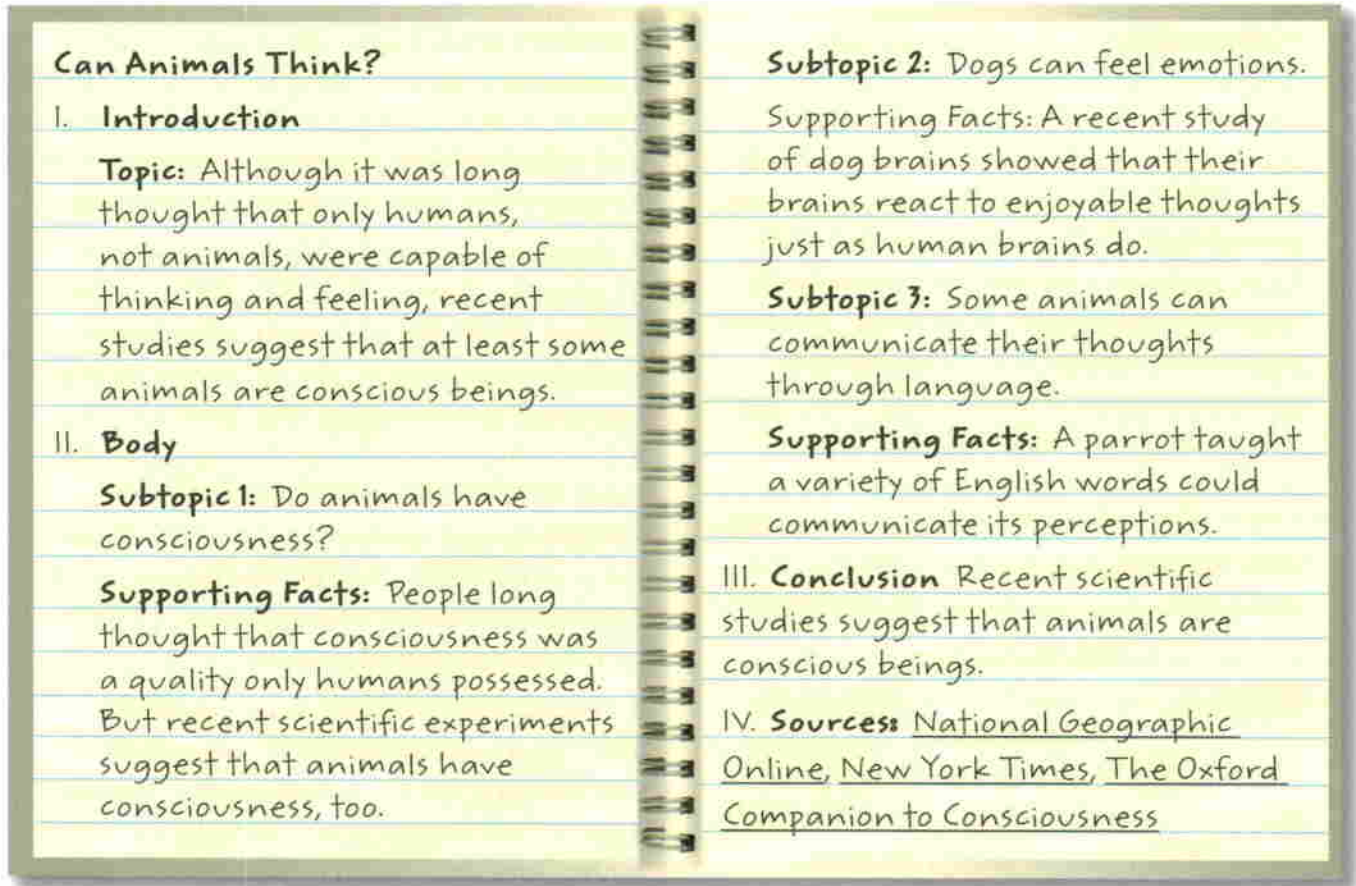 Can Animals Think?
I. Introduction
Topic: Although it was long
thought that only humans,
not animals, were capable of
thinking and feeling, recent
studies suggest that at least some
animals are conscious beings.
II. Body
Subtopic 1: Do animals have
consciousness?
Supporting Facts: People long
thought that consciousness was
a quality only humans possessed.
But recent scientific experiments
suggest that animals have
consciousness, too.
Subtopic 2: Dogs can feel emotions.
Supporting Facts: A recent study
of dog brains showed that their
brains react to enjoyable thoughts
just as human brains do.
Subtopic 3: Some animals can
communicate their thoughts
through language.
Supporting Facts: A parrot taught
a variety of English words could
communicate its perceptions.
III. Conclusion Recent scientific
studies suggest that animals are
conscious beings.
IV. Sources: National Geographic
Online, New York Times, The Oxford
Companion to Consciousness